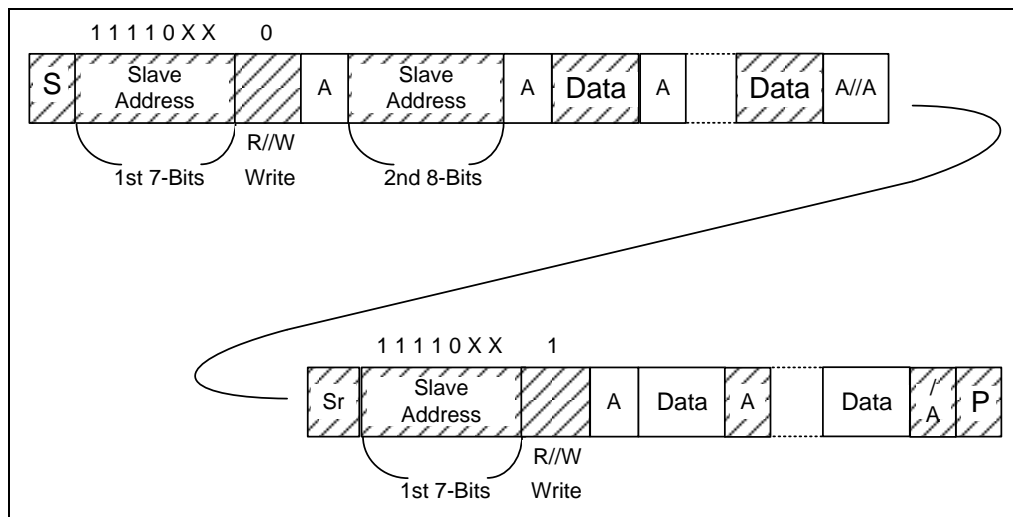 1 1 1 1 0 X X 0
S Slave Address A Slave Address A Data A Data A//A
R//W
1st 7-Bits Write 2nd 8-Bits
1 1 1 1 0 X X 1
Sr Slave Address A Data A Data /A P
R//W
1st 7-Bits Write